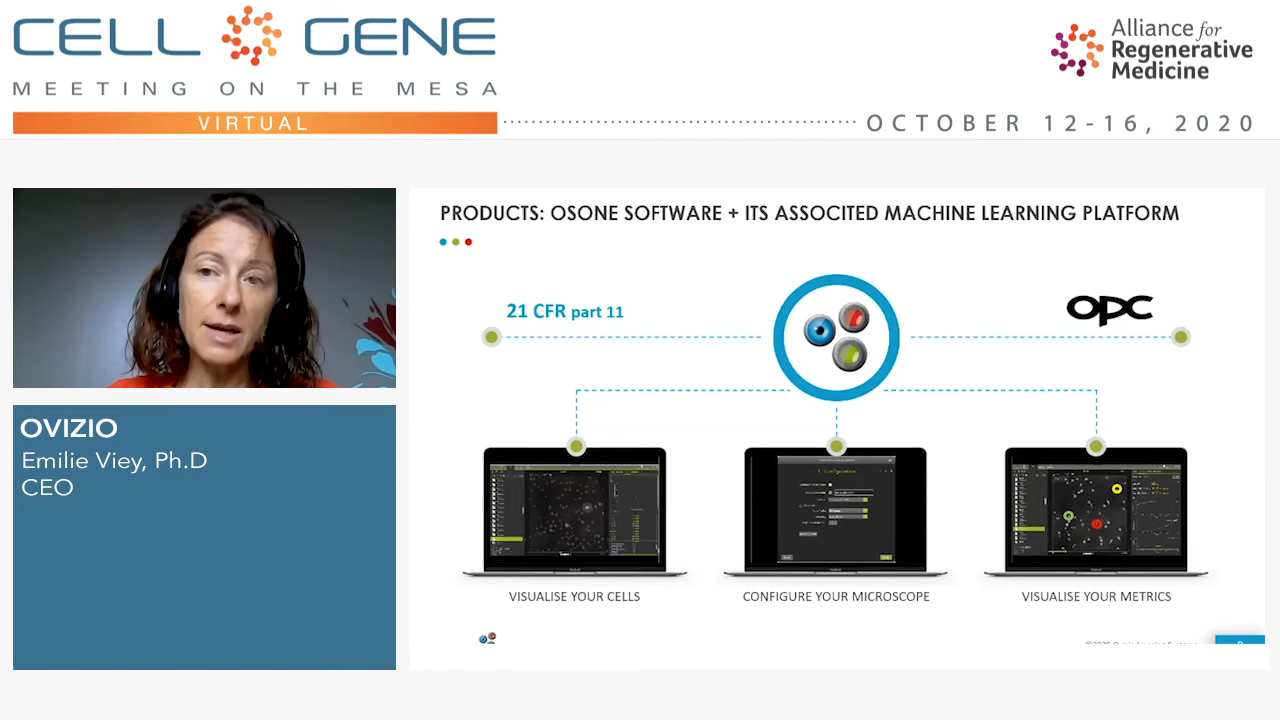 CELL GENE
MEETING ON THE MESA
VIRTUAL
Alliance for
Regenerative
Medicine
OCTOBER 12-16, 2020
OVIZIO
Emilie Viey, Ph.D
CEO
PRODUCTS: OSONE SOFTWARE + ITS ASSOCITED MACHINE LEARNING PLATFORM
21 CFR part 11
opc
Configuration
VISUALISE YOUR CELLS
CONFIGURE YOUR MICROSCOPE
VISUALISE YOUR METRICS